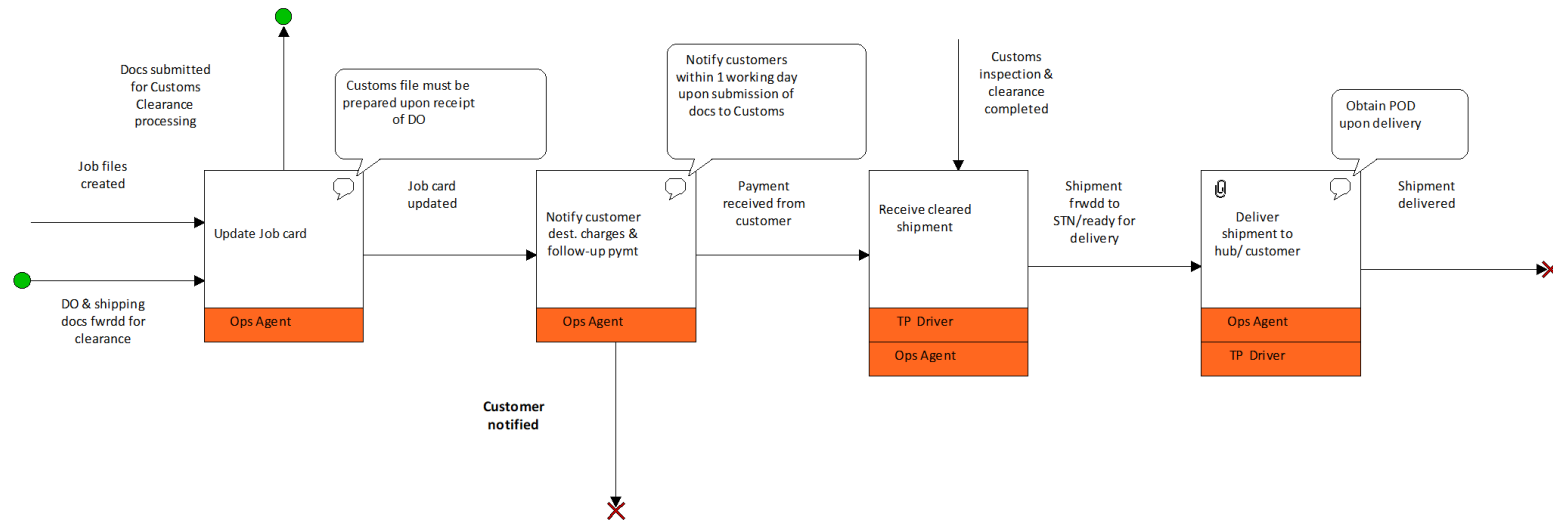 Docs submitted
for Customs
Clearance
processing
Customs file must be
prepared upon receipt
of DO
Notify customers
within 1 working day
upon submission of
docs to Customs
Customs
inspection &
clearance
completed
Obtain POD
upon delivery
Job files
created
Update Job card
Ops Agent
DO & shipping
docs fwrdd for
clearance
Job card
updated
Notify customer
dest. charges &
follow-up pymt
Ops Agent
Customer
notified
Payment
received from
customer
Receive cleared
shipment
TP Driver
Ops Agent
Shipment
frwdd to
STN/ready for
delivery
Deliver
shipment to
hub/ customer
Ops Agent
TP Driver
Shipment
delivered